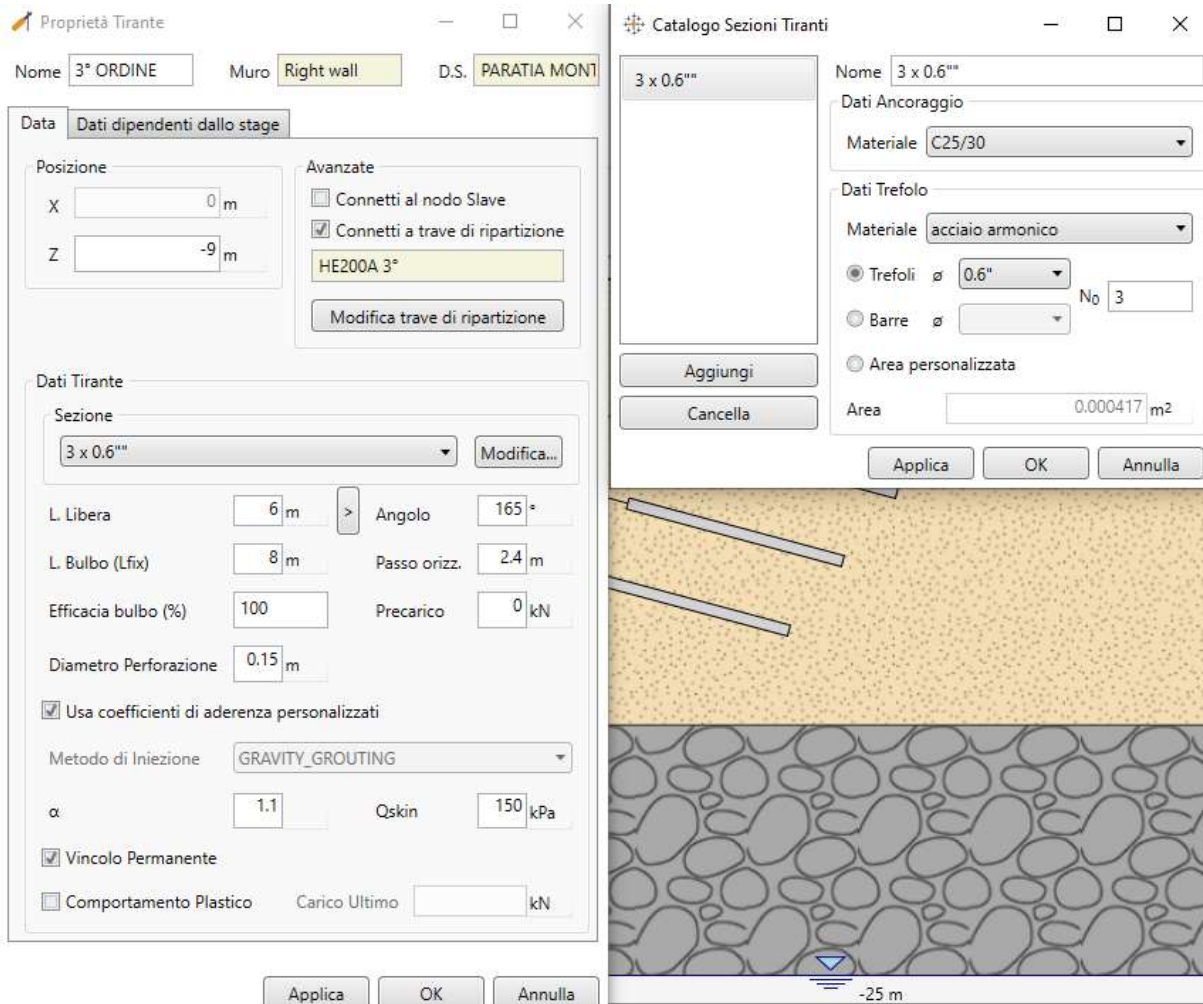 Proprietà Tirante
Nome 3° ORDINE Muro Right wall D.S. PARATIA MONT
Data Dati dipendenti dallo stage
Posizione
X 0 m
Z -9 m
Avanzate
Connetti al nodo Slave
Connetti a trave di ripartizione
HE200A 3°
Modifica trave di ripartizione
Dati Tirante
Sezione
3 x 0.6"" Modifica...
L. Libera 6 m > Angolo 165 °
L. Bulbo (Lfix) 8 m Passo orizz. 2.4 m
Efficacia bulbo (%) 100 Precarico 0 kN
Diametro Perforazione 0.15 m
Usa coefficienti di aderenza personalizzati
Metodo di Iniezione GRAVITY_GROUTING
α 1.1 Qskin 150 kPa
Vincolo Permanente
Comportamento Plastico Carico Ultimo kN
Applica OK Annulla
Catalogo Sezioni Tiranti
3 x 0.6""
Aggiungi
Cancella
Nome 3 x 0.6""
Dati Ancoraggio
Materiale C25/30
Dati Trefolo
Materiale acciaio armonico
Trefoli ø 0.6"
N0 3
Barre ø
Area personalizzata
Area 0.000417 m2
Applica OK Annulla
-25 m